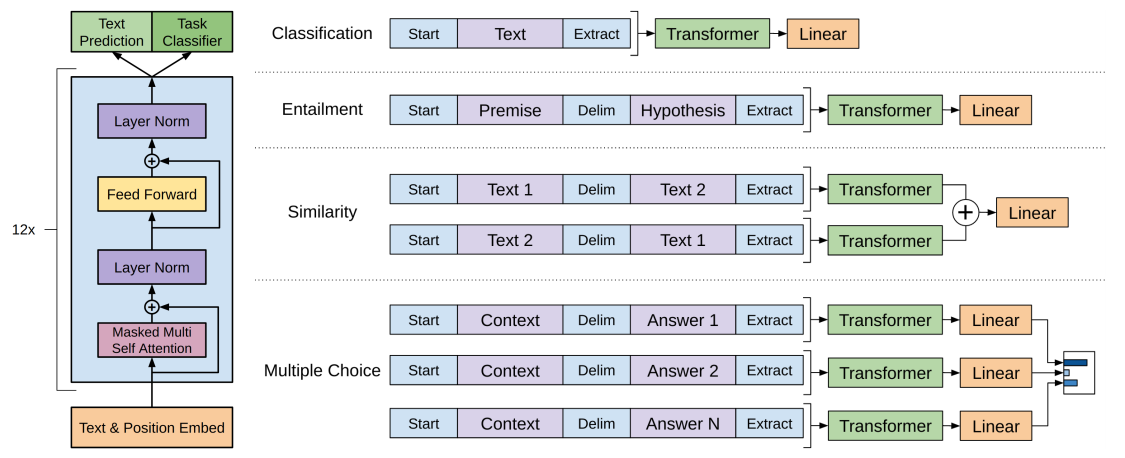 Text
Prediction
Task
Classifier
Layer Norm
Feed Forward
12x
Layer Norm
Masked Multi
Self Attention
Text & Position Embed
Classification
Start
Text
Extract
Transformer
Linear
Entailment
Start
Premise
Delim
Hypothesis
Extract
Transformer
Linear
Similarity
Start
Text 1
Delim
Text 2
Extract
Transformer
Start
Text 2
Delim
Text 1
Extract
Transformer
Linear
Multiple Choice
Start
Context
Delim
Answer 1
Extract
Transformer
Linear
Start
Context
Delim
Answer 2
Extract
Transformer
Linear
Start
Context
Delim
Answer N
Extract
Transformer
Linear